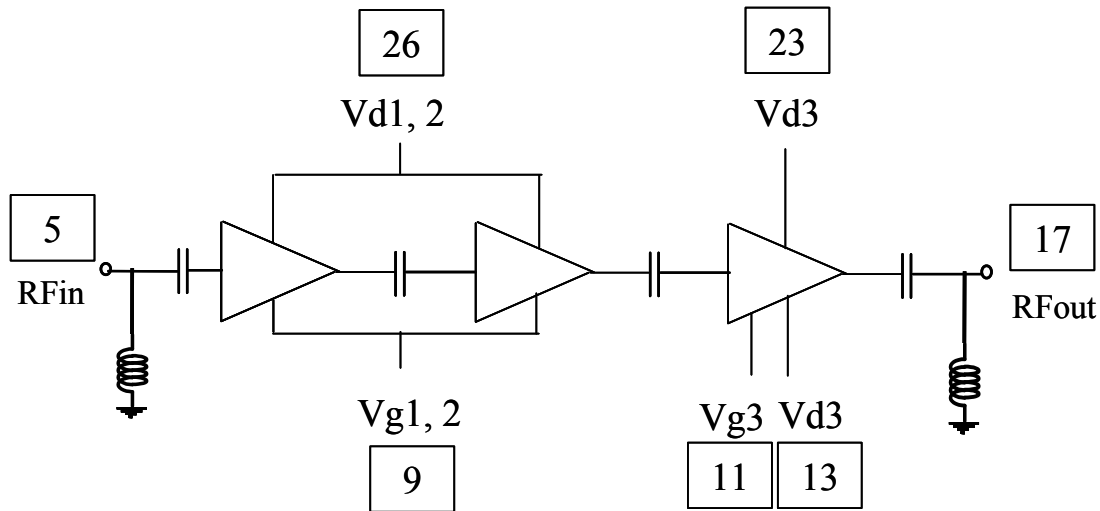 26
23
Vd1, 2
Vd3
5
17
RFin
RFout
Vg1, 2
Vg3 Vd3
9
11 13